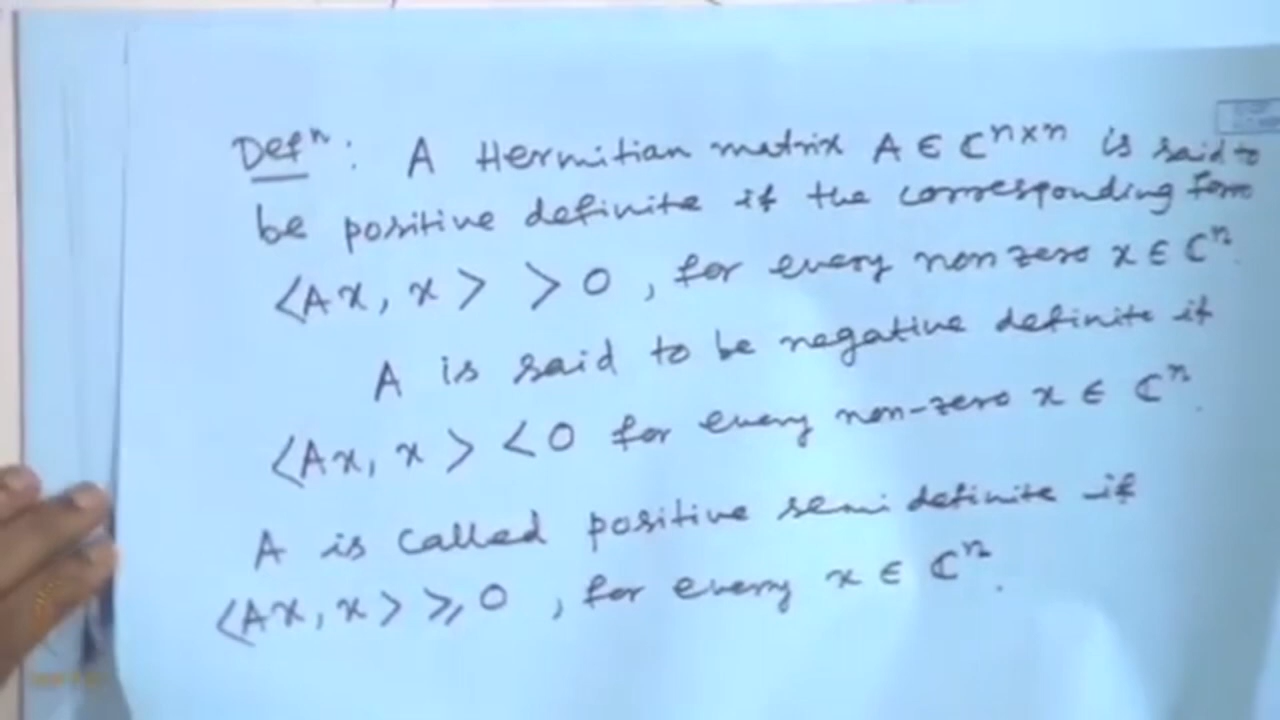 Defⁿ: A Hermitian matrix A ∈ ℂⁿˣⁿ is said to
be positive definite if the corresponding form
<Ax, x> > 0, for every non zero x ∈ ℂⁿ.
A is said to be negative definite if
<Ax, x> < 0 for every non-zero x ∈ ℂⁿ.
A is called positive semi definite if
<Ax, x> ≥ 0, for every x ∈ ℂⁿ.